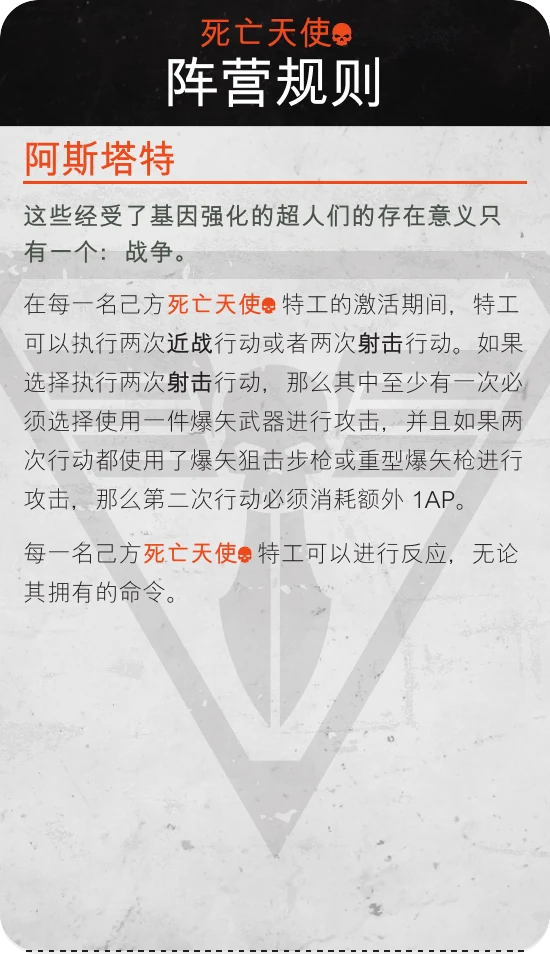 死亡天使
阵营规则
阿斯塔特
这些经受了基因强化的超人们的存在意义只
有一个：战争。
在每一名己方死亡天使特工的激活期间，特工
可以执行两次近战行动或者两次射击行动。如果
选择执行两次射击行动，那么其中至少有一次必
须选择使用一件爆矢武器进行攻击，并且如果两
次行动都使用了爆矢狙击步枪或重型爆矢枪进行
攻击，那么第二次行动必须消耗额外 1AP。
每一名己方死亡天使特工可以进行反应，无论
其拥有的命令。